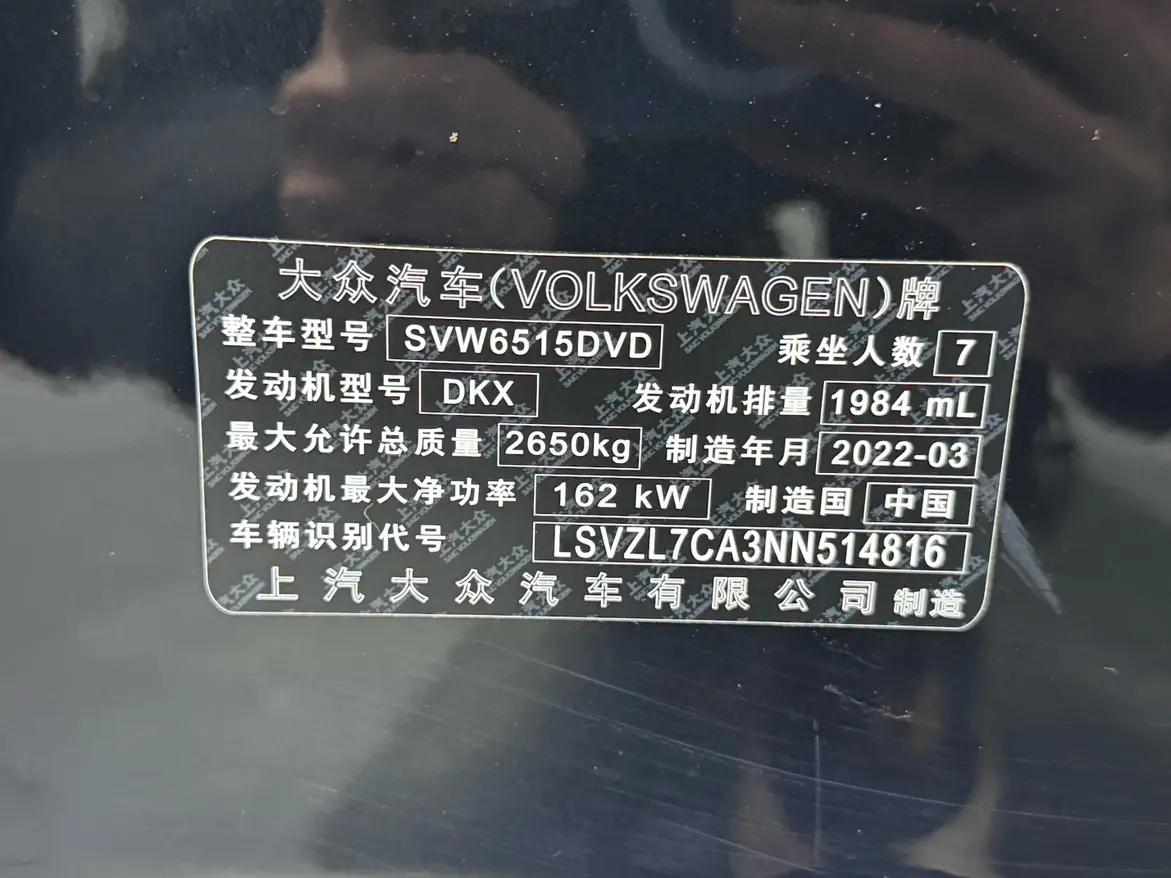 大众汽车(VOLKSWAGEN)牌
整车型号 SVW6515DVD 乘坐人数 7
发动机型号 DKX 发动机排量 1984 mL
最大允许总质量 2650kg 制造年月 2022-03
发动机最大净功率 162 kW 制造国 中国
车辆识别代号 LSVZL7CA3NN514816
上汽大众汽车有限公司 制造